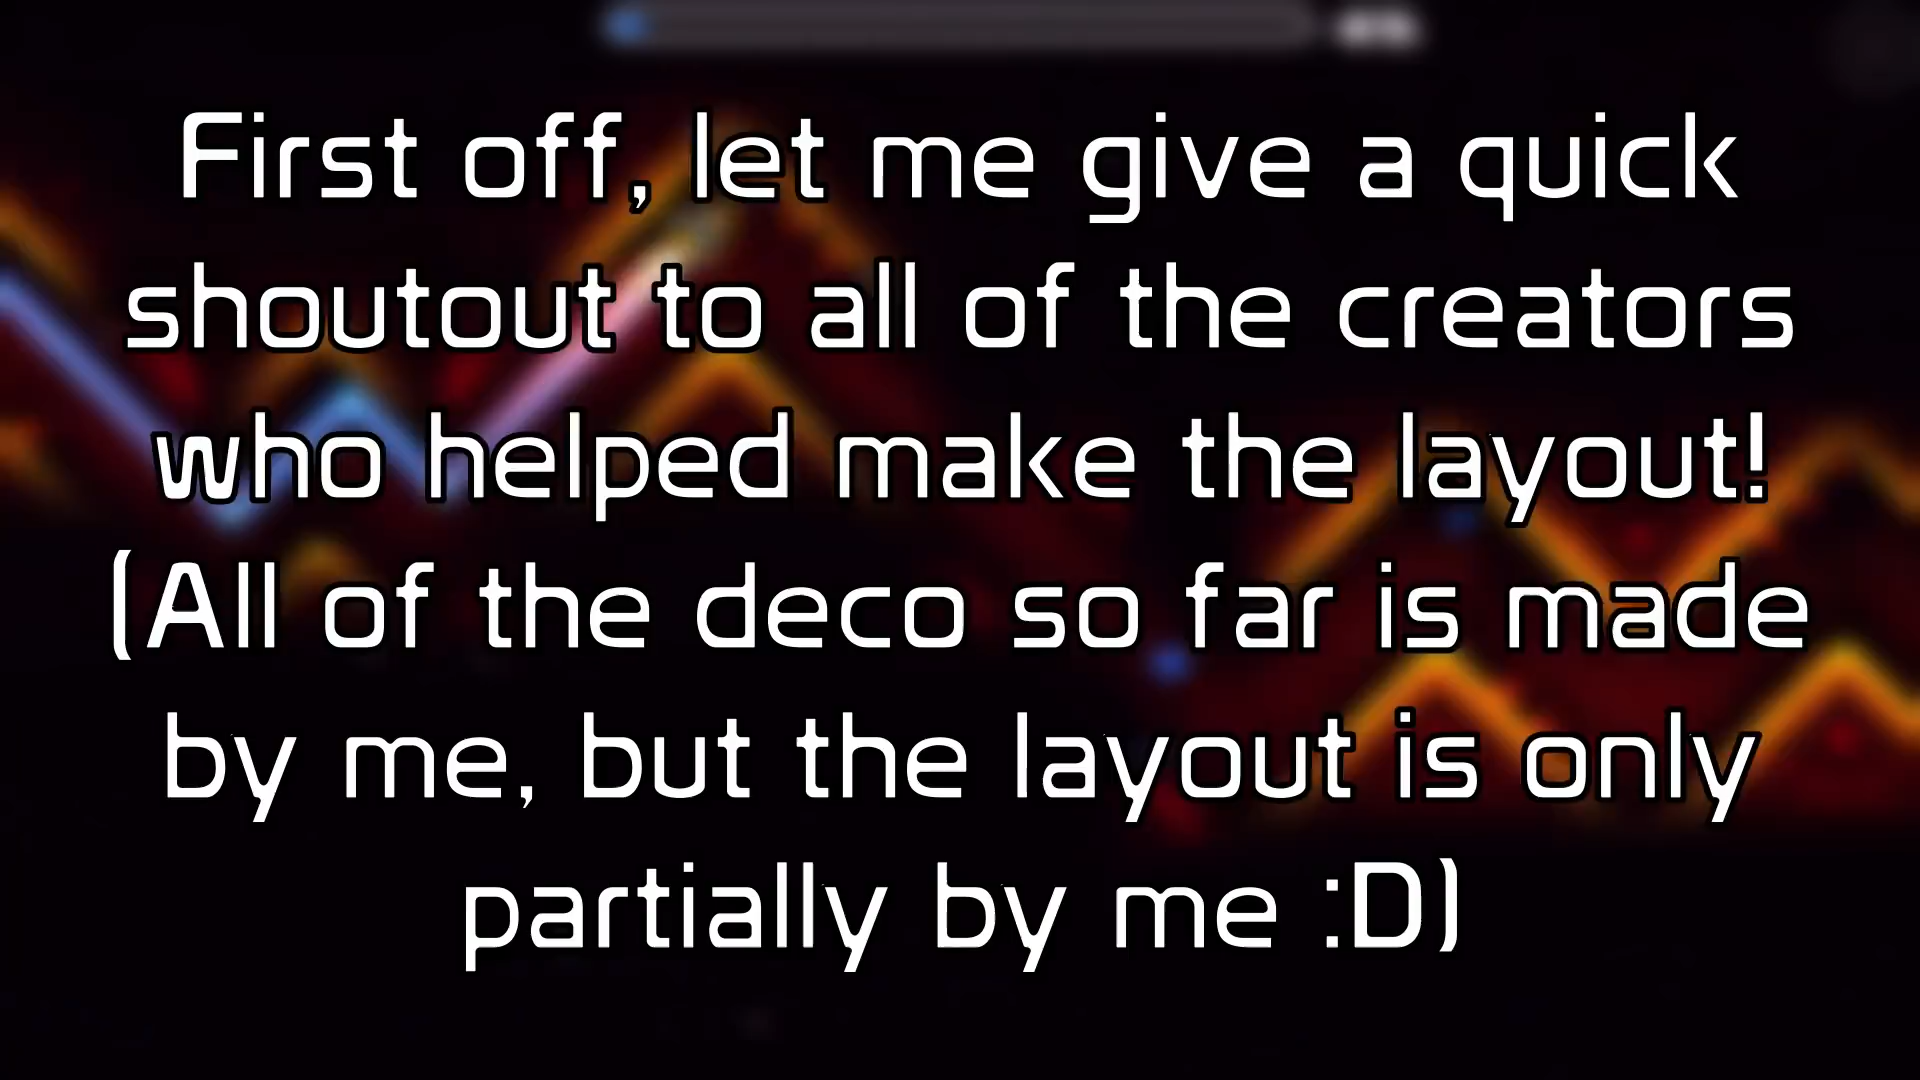 First off, let me give a quick
shoutout to all of the creators
who helped make the layout!
(All of the deco so far is made
by me, but the layout is only
partially by me :D)